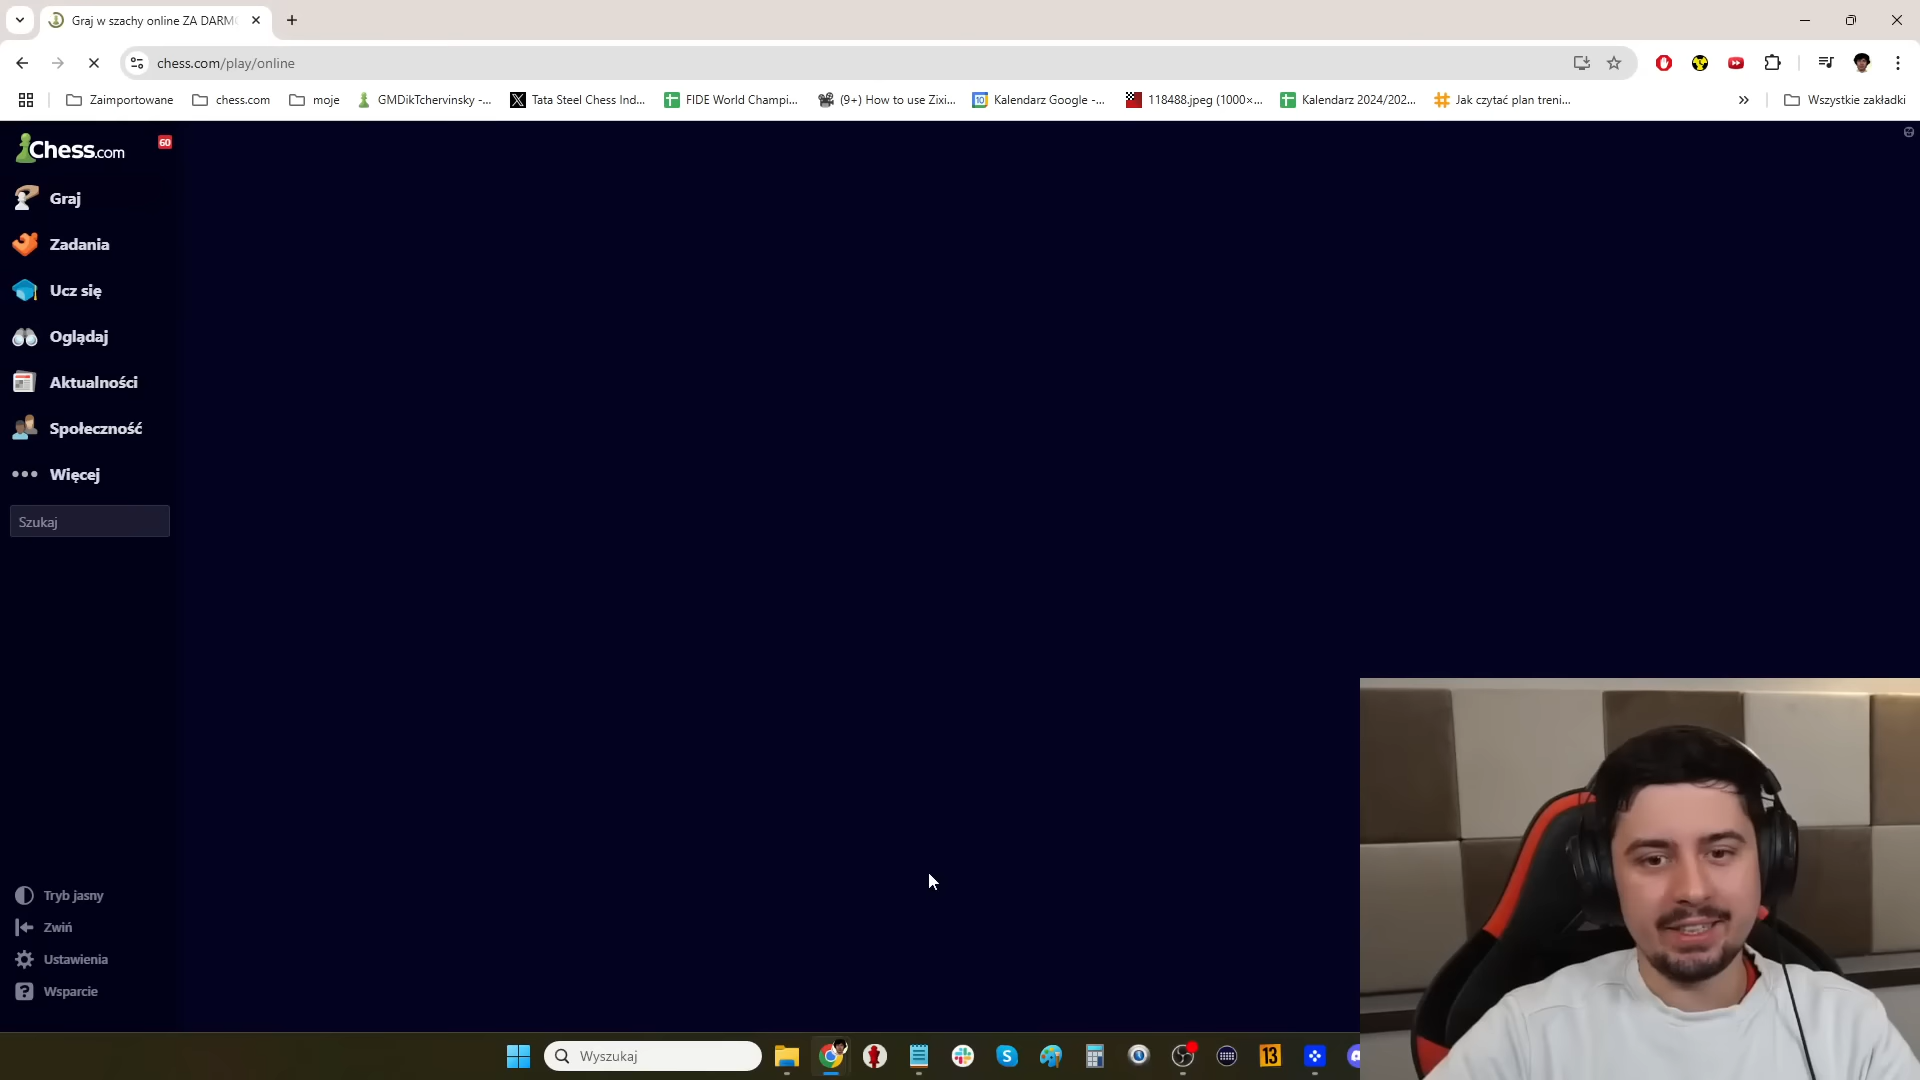 Graj w szachy online ZA DARM
chess.com/play/online
Zaimportowane
chess.com
moje
GMDikTchervinsky -...
Tata Steel Chess Ind...
FIDE World Champi...
(9+) How to use Zixi...
Kalendarz Google -...
118488.jpeg (1000×...
Kalendarz 2024/202...
Jak czytać plan treni...
»
Wszystkie zakładki
Chess.com
60
Graj
Zadania
Ucz się
Oglądaj
Aktualności
Społeczność
Więcej
Szukaj
Tryb jasny
Zwiń
Ustawienia
Wsparcie
Wyszukaj
13